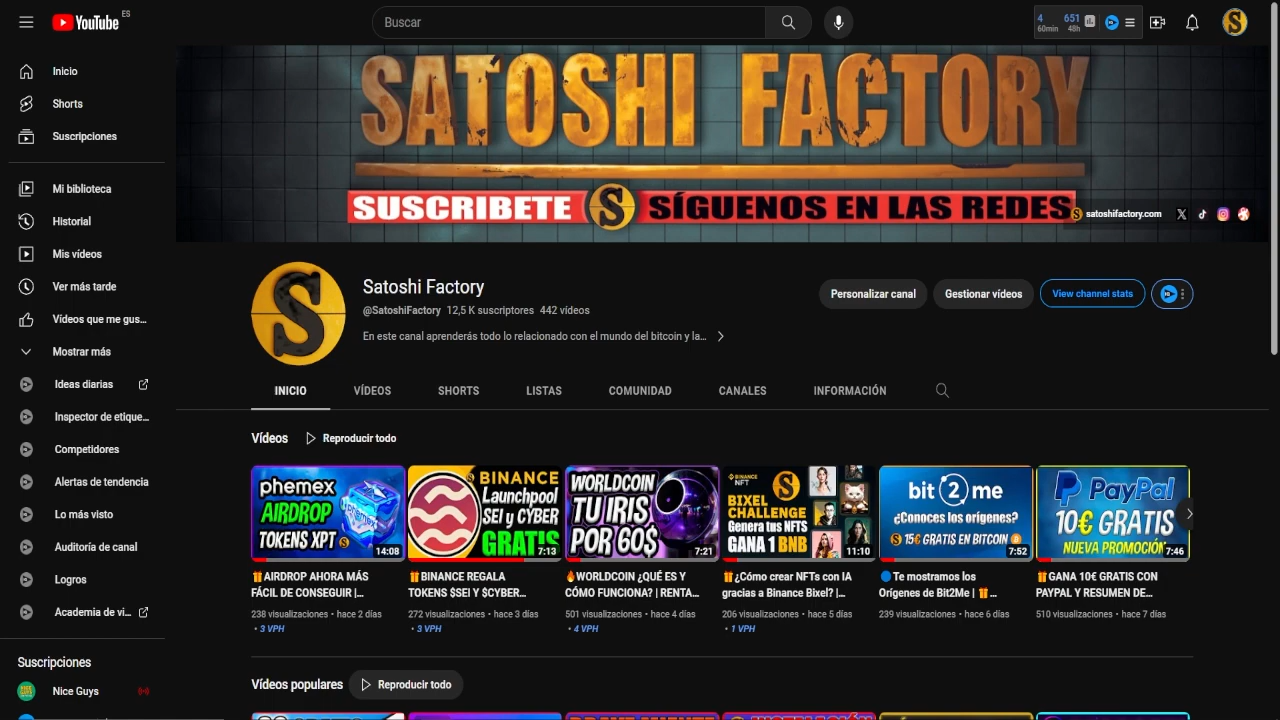 YouTube ES
Buscar
4 651
60min 48h
Inicio
Shorts
Suscripciones
Mi biblioteca
Historial
Mis vídeos
Ver más tarde
Vídeos que me gus...
Mostrar más
Ideas diarias
Inspector de etique...
Competidores
Alertas de tendencia
Lo más visto
Auditoría de canal
Logros
Academia de vi...
Suscripciones
Nice Guys
SATOSHI FACTORY
SUSCRIBETE S SÍGUENOS EN LAS REDES
satoshifactory.com
Satoshi Factory
@SatoshiFactory 12,5 K suscriptores 442 vídeos
En este canal aprenderás todo lo relacionado con el mundo del bitcoin y la...
Personalizar canal
Gestionar vídeos
View channel stats
INICIO VÍDEOS SHORTS LISTAS COMUNIDAD CANALES INFORMACIÓN
Vídeos Reproducir todo
phemex
AIRDROP
TOKENS XPT
14:08
🎁AIRDROP AHORA MÁS
FÁCIL DE CONSEGUIR |...
238 visualizaciones • hace 2 días
• 3 VPH
BINANCE
Launchpool
SEI y CYBER
GRATIS
7:13
🎁BINANCE REGALA
TOKENS $SEI Y $CYBER...
272 visualizaciones • hace 3 días
• 3 VPH
WORLDCOIN
TU IRIS
POR 60$
7:21
🔥WORLDCOIN ¿QUÉ ES Y
CÓMO FUNCIONA? | RENTA...
501 visualizaciones • hace 4 días
• 4 VPH
BINANCE
NFT
BIXEL
CHALLENGE
Genera tus NFTS
GANA 1 BNB
11:10
🎁¿Cómo crear NFTs con IA
gracias a Binance Bixel? |...
206 visualizaciones • hace 5 días
• 1 VPH
bit2me
¿Conoces los orígenes?
15€ GRATIS EN BITCOIN
7:52
🔵Te mostramos los
Orígenes de Bit2Me | 🎁...
239 visualizaciones • hace 6 días
PayPal
10€ GRATIS
NUEVA PROMOCIÓN
7:46
🎁GANA 10€ GRATIS CON
PAYPAL Y RESUMEN DE...
510 visualizaciones • hace 7 días
Vídeos populares Reproducir todo